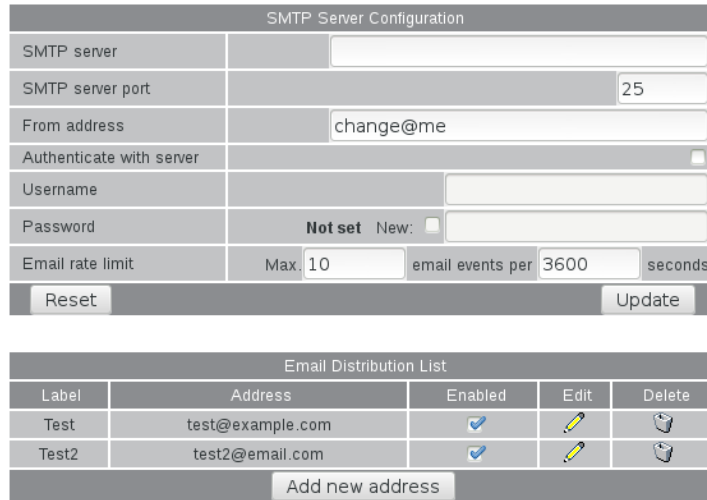 SMTP Server Configuration
SMTP server
SMTP server port 25
From address change@me
Authenticate with server
Username
Password Not set New:
Email rate limit Max. 10 email events per 3600 seconds
Reset Update
Email Distribution List
Label Address Enabled Edit Delete
Test test@example.com
Test2 test2@email.com
Add new address